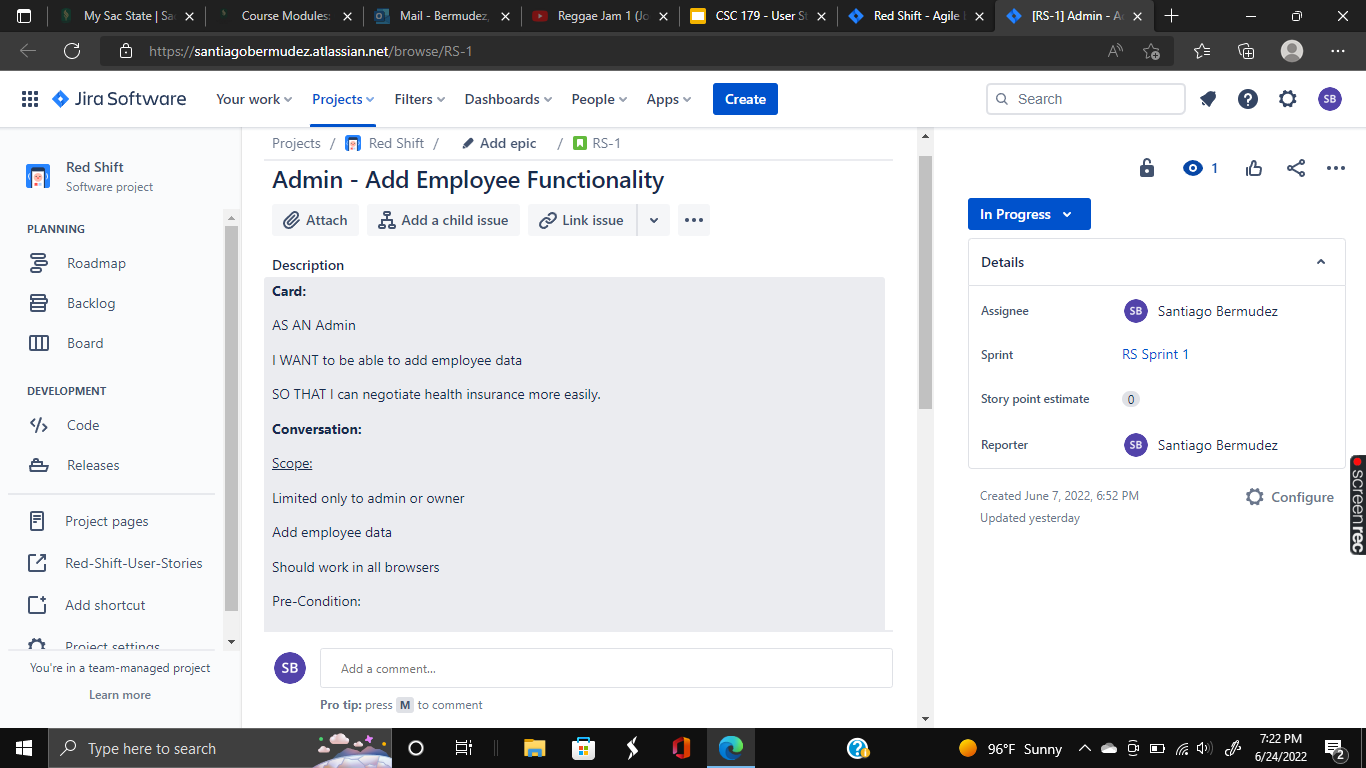 My Sac State | Sa
Course Modules:
Mail - Bermudez,
Reggae Jam 1 (Jo
CSC 179 - User S
Red Shift - Agile
[RS-1] Admin - A
https://santiagobermudez.atlassian.net/browse/RS-1
Jira Software
Your work
Projects
Filters
Dashboards
People
Apps
Create
Search
SB
Red Shift
Software project
PLANNING
Roadmap
Backlog
Board
DEVELOPMENT
Code
Releases
Project pages
Red-Shift-User-Stories
Add shortcut
Project settings
You're in a team-managed project
Learn more
Projects / Red Shift / Add epic / RS-1
Admin - Add Employee Functionality
Attach
Add a child issue
Link issue
Description
Card:
AS AN Admin
I WANT to be able to add employee data
SO THAT I can negotiate health insurance more easily.
Conversation:
Scope:
Limited only to admin or owner
Add employee data
Should work in all browsers
Pre-Condition:
SB
Add a comment...
Pro tip: press M to comment
1
In Progress
Details
Assignee
SB Santiago Bermudez
Sprint
RS Sprint 1
Story point estimate
0
Reporter
SB Santiago Bermudez
Created June 7, 2022, 6:52 PM
Updated yesterday
Configure
screenrec
Type here to search
96°F Sunny
7:22 PM
6/24/2022
2